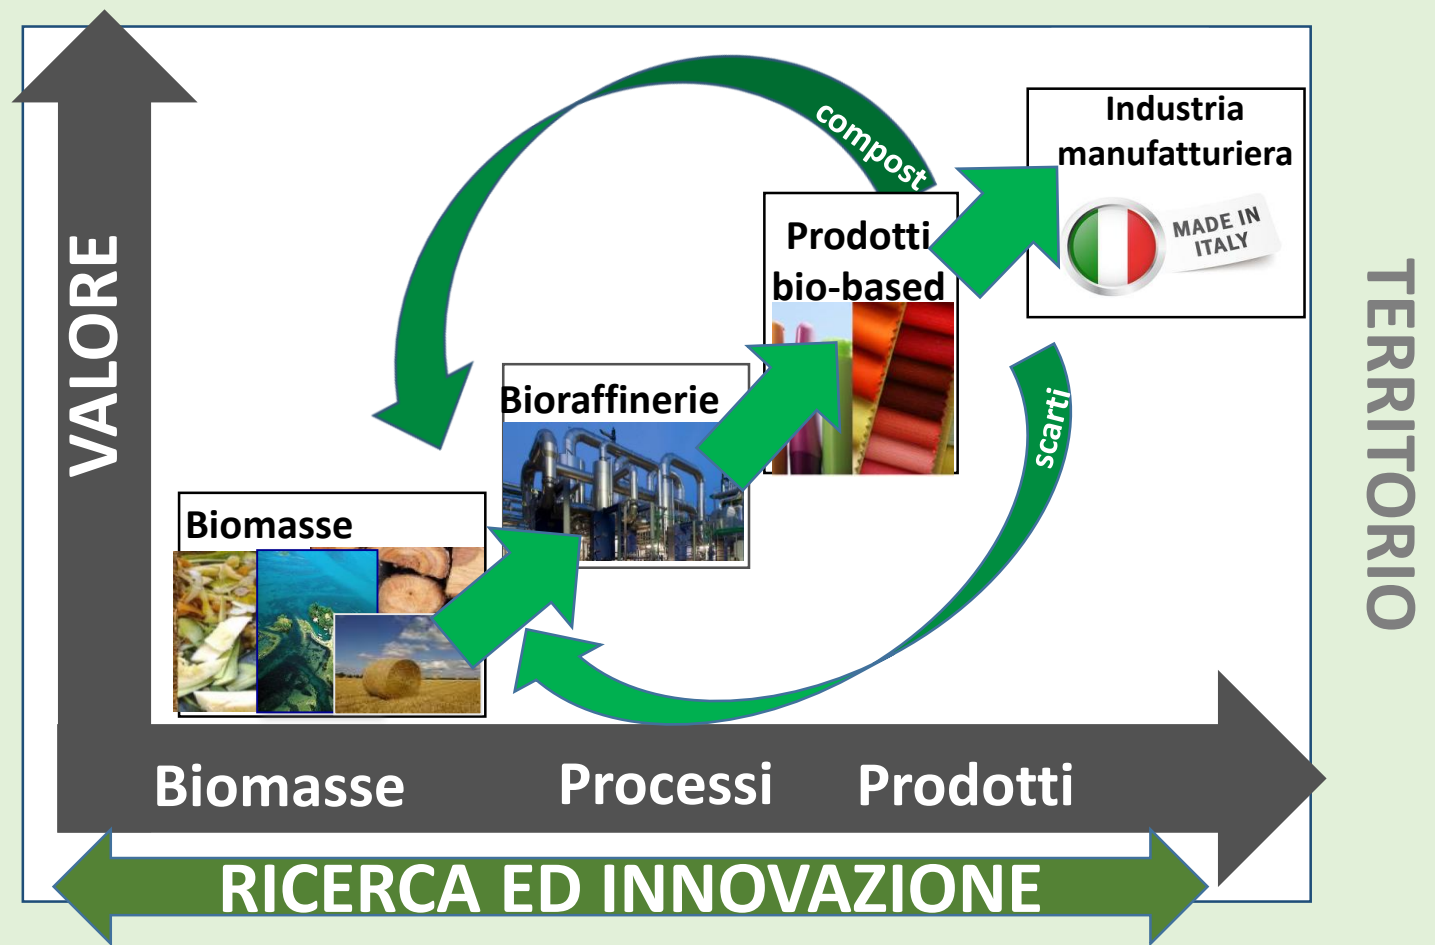 VALORE
compost
Industria
manufatturiera
MADE IN
ITALY
Prodotti
bio-based
Bioraffinerie
scarti
Biomasse
TERRITORIO
Biomasse
Processi
Prodotti
RICERCA ED INNOVAZIONE